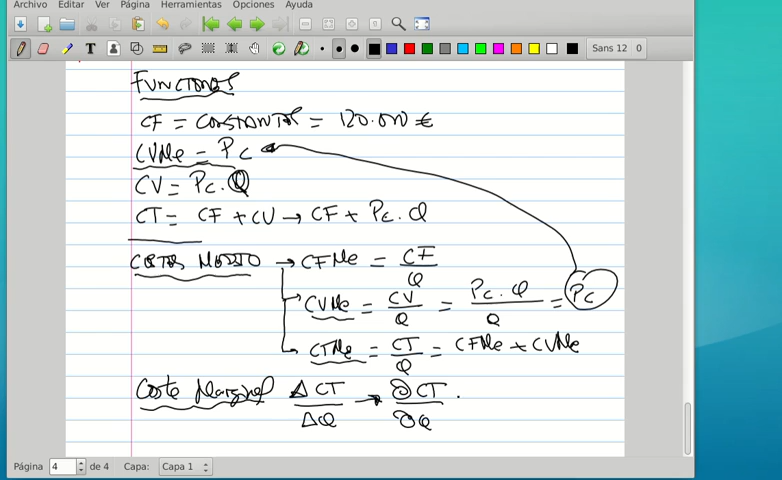 Archivo Editar Ver Página Herramientas Opciones Ayuda
Sans 12 0
FUNCIONES
CF = CONSTANTES = 120.000 €
CVMe = Pc
CV = Pc . Q
CT = CF + CV → CF + Pc . Q
COSTES MEDIO → CFMe = CF / Q
CVMe = CV / Q = Pc . Q / Q = Pc
CTMe = CT / Q = CFMe + CVMe
Coste Marginal ΔCT / ΔQ → ∂CT / ∂Q .
Página 4 de 4 Capa: Capa 1